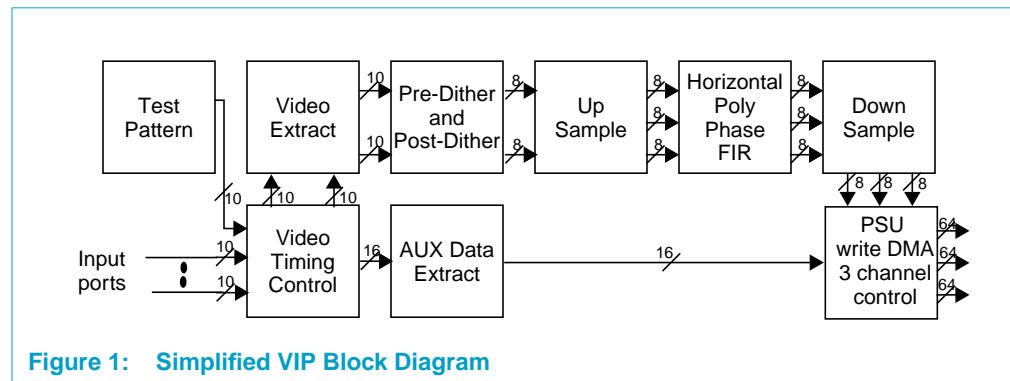 Test
Pattern
Video
Extract
10
10
Pre-Dither
and
Post-Dither
8
8
Up
Sample
8
8
8
Horizontal
Poly
Phase
FIR
8
8
8
Down
Sample
10
10
10
8
8
8
Input
ports
10
10
Video
Timing
Control
16
AUX Data
Extract
16
PSU
write DMA
3 channel
control
64
64
64
Figure 1: Simplified VIP Block Diagram